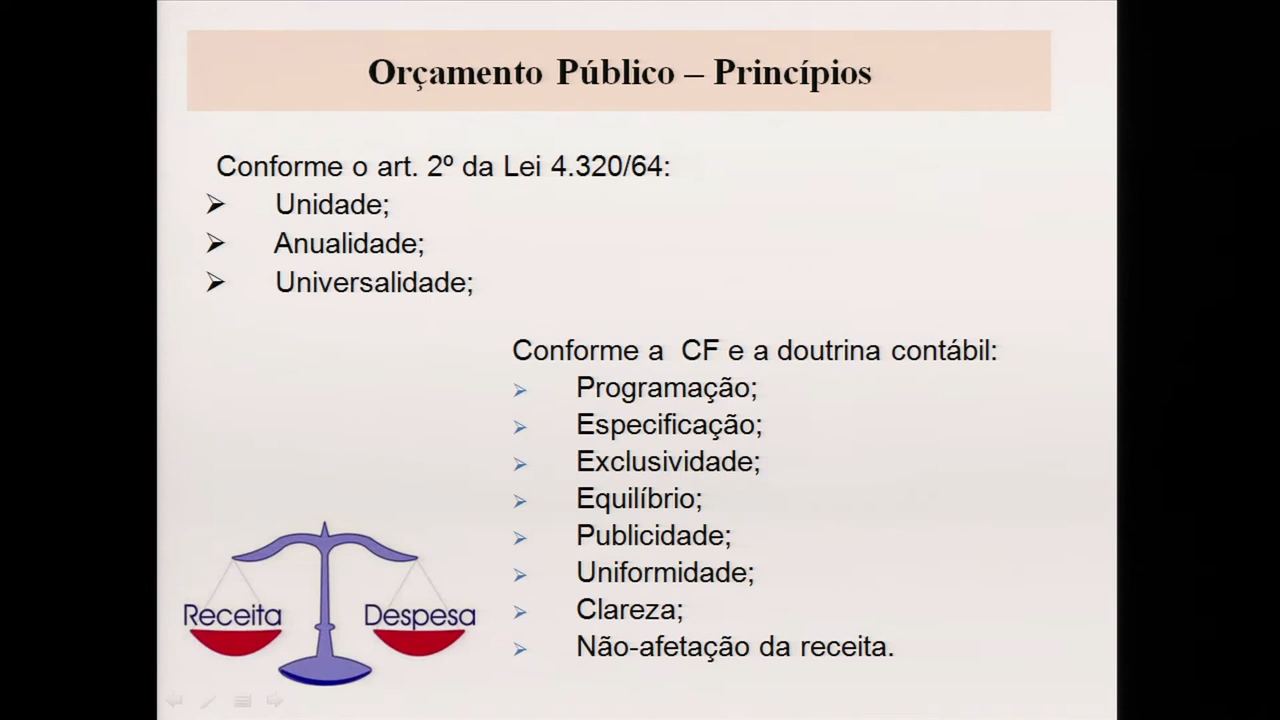 Orçamento Público – Princípios
Conforme o art. 2º da Lei 4.320/64:
Unidade;
Anualidade;
Universalidade;
Conforme a CF e a doutrina contábil:
Programação;
Especificação;
Exclusividade;
Equilíbrio;
Publicidade;
Uniformidade;
Clareza;
Não-afetação da receita.
Receita
Despesa